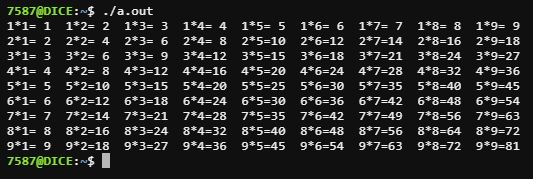 7587@DICE:~$ ./a.out
1*1= 1  1*2= 2  1*3= 3  1*4= 4  1*5= 5  1*6= 6  1*7= 7  1*8= 8  1*9= 9
2*1= 2  2*2= 4  2*3= 6  2*4= 8  2*5=10  2*6=12  2*7=14  2*8=16  2*9=18
3*1= 3  3*2= 6  3*3= 9  3*4=12  3*5=15  3*6=18  3*7=21  3*8=24  3*9=27
4*1= 4  4*2= 8  4*3=12  4*4=16  4*5=20  4*6=24  4*7=28  4*8=32  4*9=36
5*1= 5  5*2=10  5*3=15  5*4=20  5*5=25  5*6=30  5*7=35  5*8=40  5*9=45
6*1= 6  6*2=12  6*3=18  6*4=24  6*5=30  6*6=36  6*7=42  6*8=48  6*9=54
7*1= 7  7*2=14  7*3=21  7*4=28  7*5=35  7*6=42  7*7=49  7*8=56  7*9=63
8*1= 8  8*2=16  8*3=24  8*4=32  8*5=40  8*6=48  8*7=56  8*8=64  8*9=72
9*1= 9  9*2=18  9*3=27  9*4=36  9*5=45  9*6=54  9*7=63  9*8=72  9*9=81
7587@DICE:~$